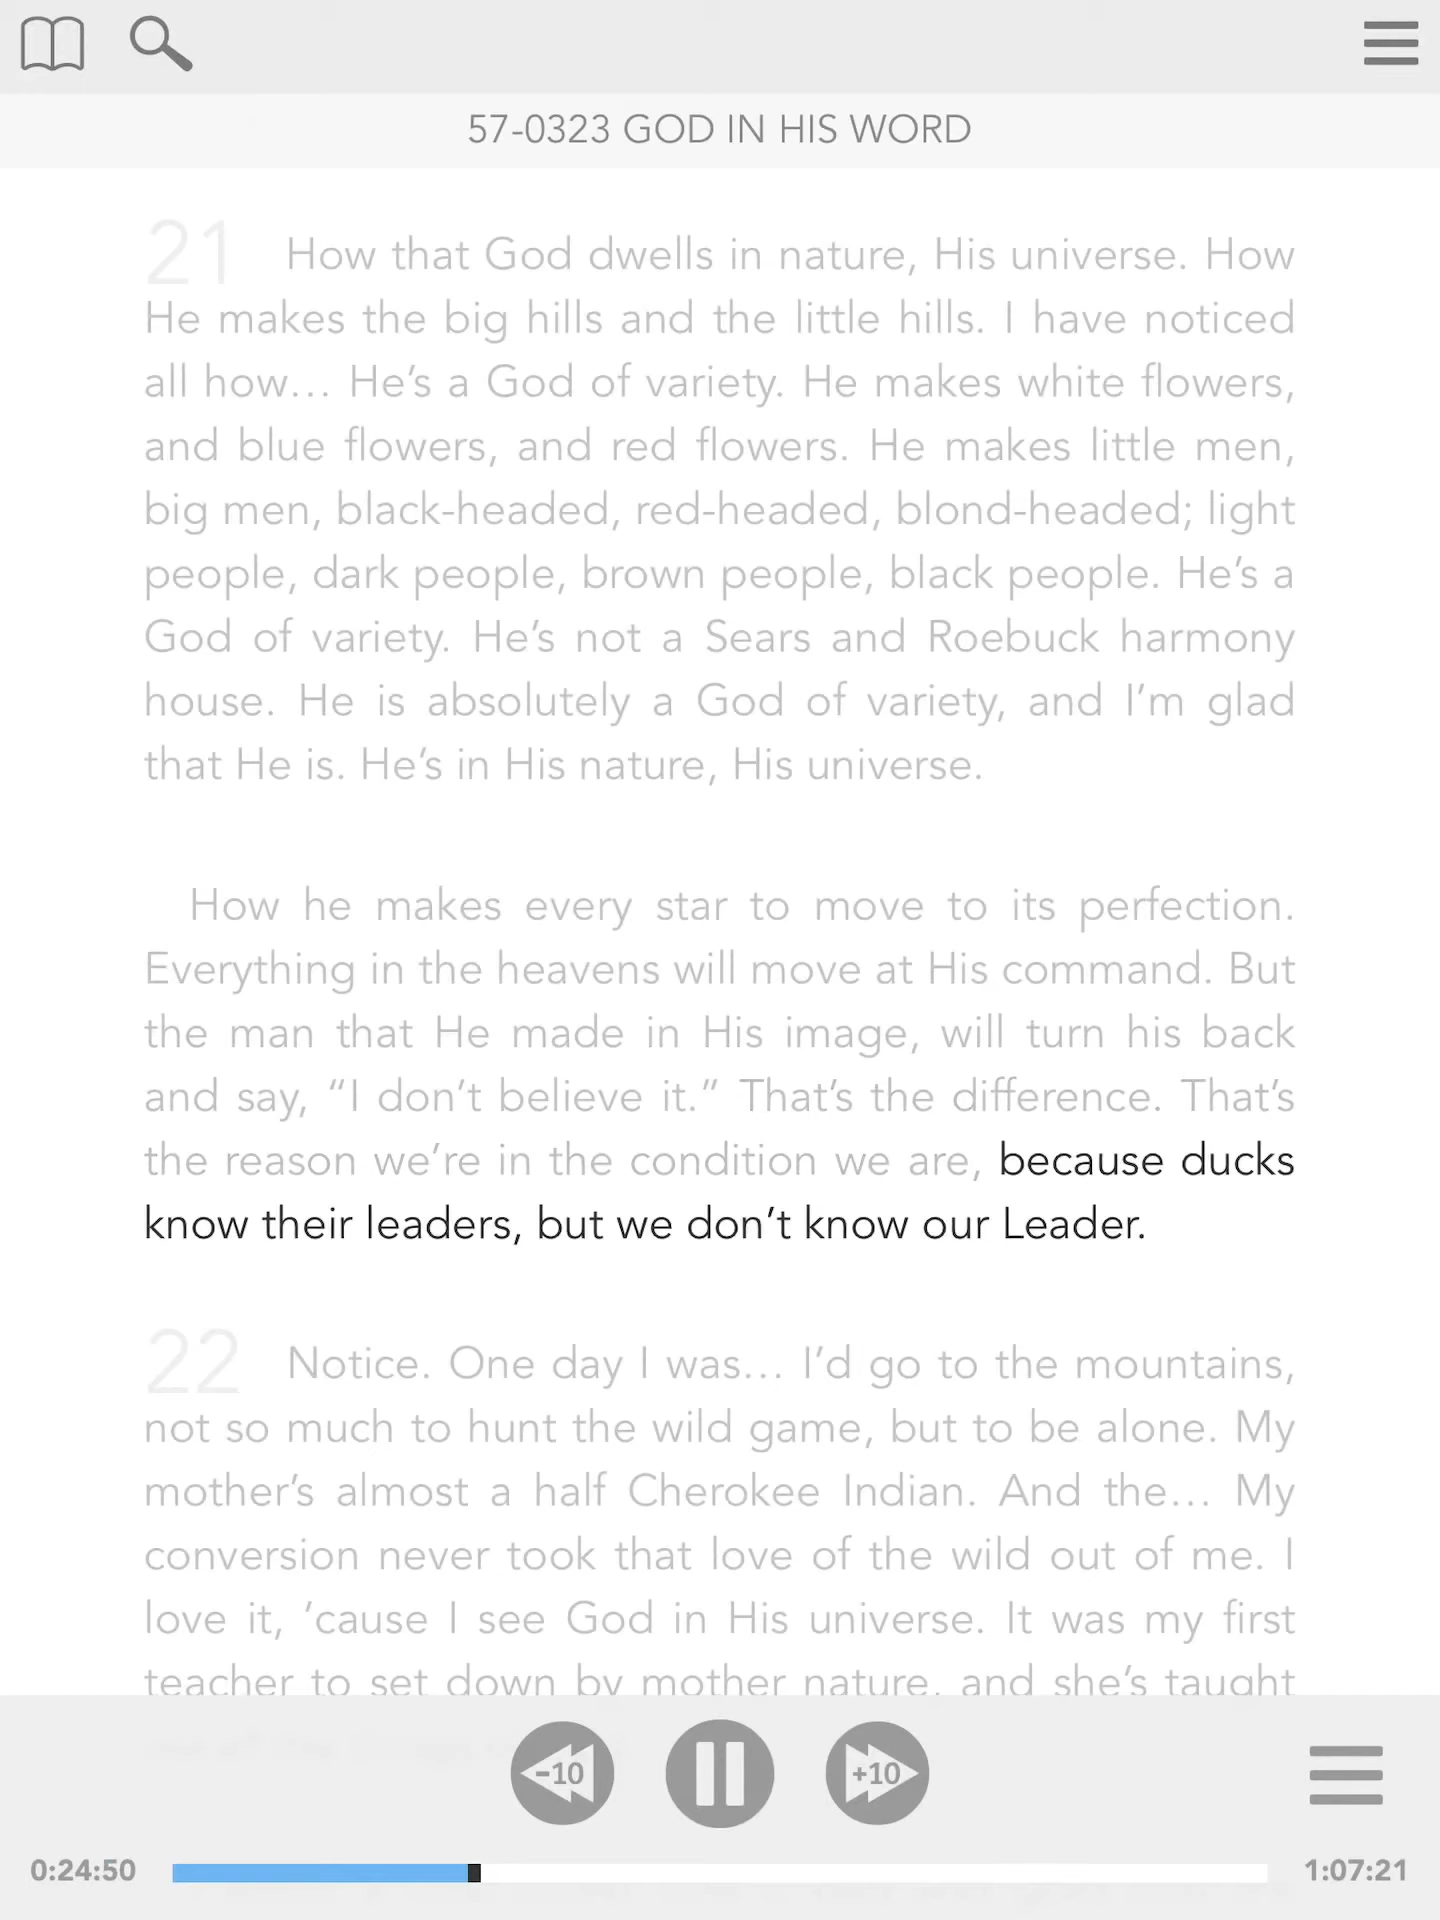 57-0323 GOD IN HIS WORD
21 How that God dwells in nature, His universe. How
He makes the big hills and the little hills. I have noticed
all how… He’s a God of variety. He makes white flowers,
and blue flowers, and red flowers. He makes little men,
big men, black-headed, red-headed, blond-headed; light
people, dark people, brown people, black people. He’s a
God of variety. He’s not a Sears and Roebuck harmony
house. He is absolutely a God of variety, and I’m glad
that He is. He’s in His nature, His universe.
How he makes every star to move to its perfection.
Everything in the heavens will move at His command. But
the man that He made in His image, will turn his back
and say, “I don’t believe it.” That’s the difference. That’s
the reason we’re in the condition we are, because ducks
know their leaders, but we don’t know our Leader.
22 Notice. One day I was… I’d go to the mountains,
not so much to hunt the wild game, but to be alone. My
mother’s almost a half Cherokee Indian. And the… My
conversion never took that love of the wild out of me. I
love it, ’cause I see God in His universe. It was my first
teacher to set down by mother nature, and she’s taught
-10 +10
0:24:50 1:07:21